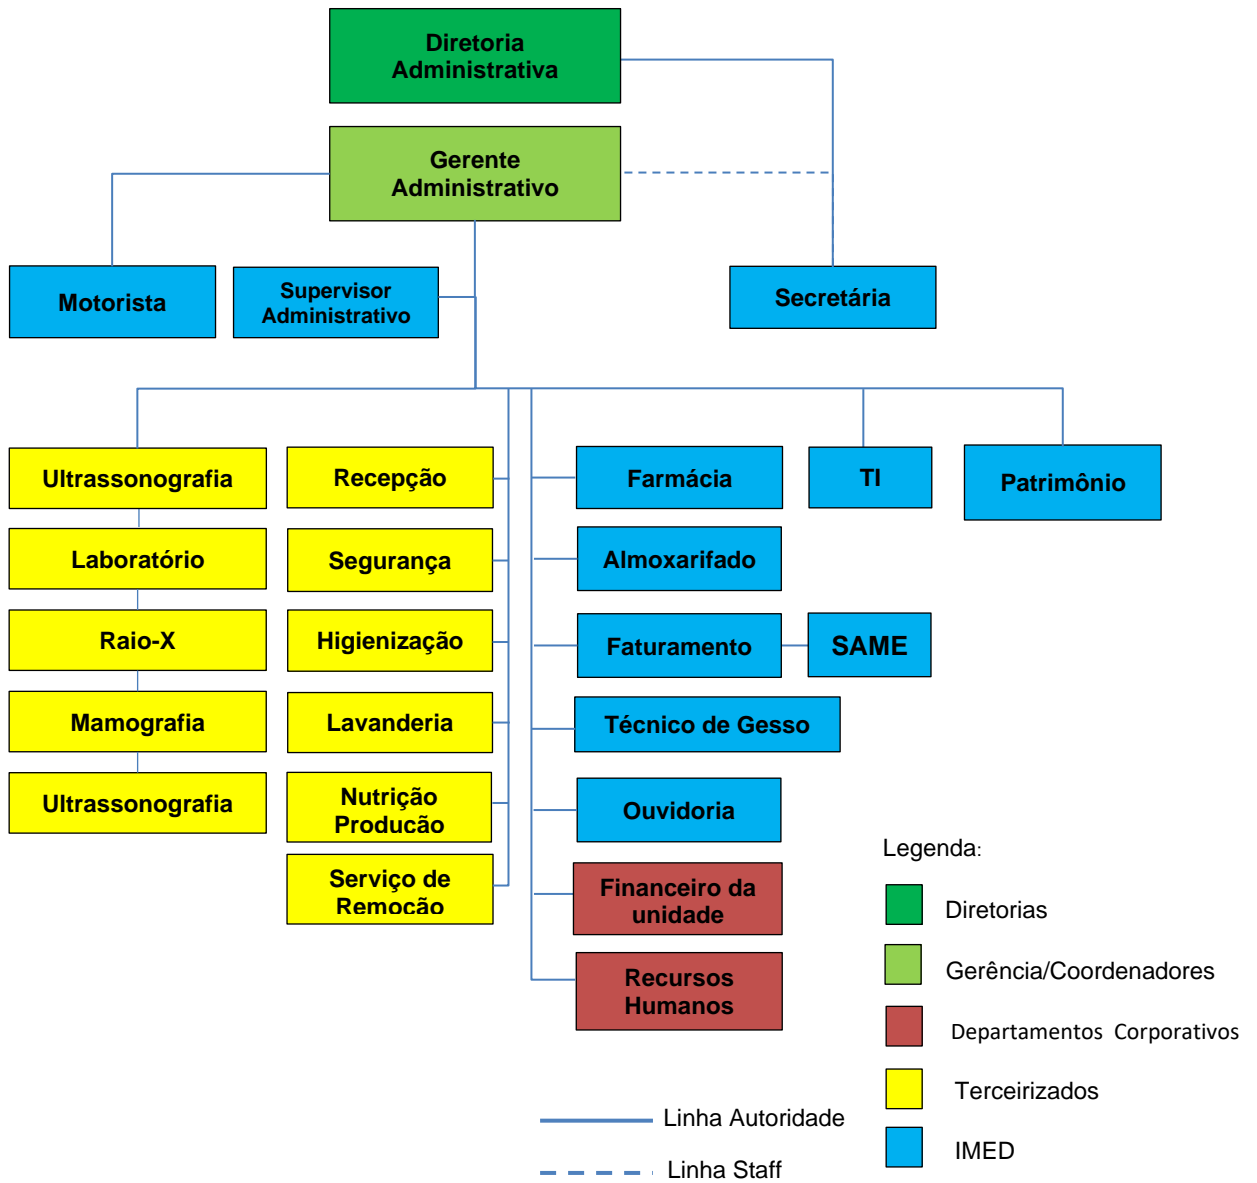 Diretoria
Administrativa
Gerente
Administrativo
Motorista
Supervisor
Administrativo
Secretária
Ultrassonografia
Laboratório
Raio-X
Mamografia
Ultrassonografia
Recepção
Segurança
Higienização
Lavanderia
Nutrição
Producão
Serviço de
Remocão
Farmácia
Almoxarifado
Faturamento
SAME
Técnico de Gesso
Ouvidoria
Financeiro da
unidade
Recursos
Humanos
TI
Patrimônio
Legenda:
Diretorias
Gerência/Coordenadores
Departamentos Corporativos
Terceirizados
IMED
Linha Autoridade
Linha Staff